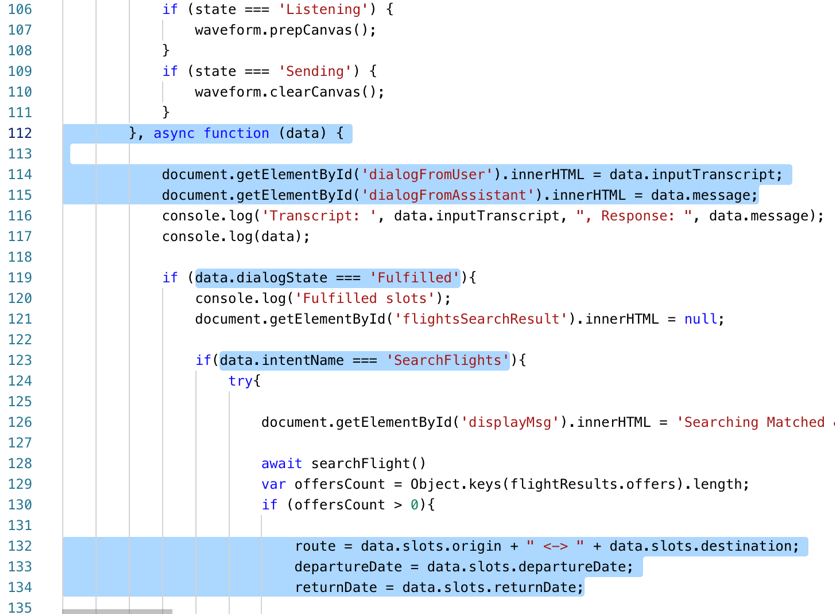 106 if (state === 'Listening') {
107 waveform.prepCanvas();
108 }
109 if (state === 'Sending') {
110 waveform.clearCanvas();
111 }
112 }, async function (data) {
113
114 document.getElementById('dialogFromUser').innerHTML = data.inputTranscript;
115 document.getElementById('dialogFromAssistant').innerHTML = data.message;
116 console.log('Transcript: ', data.inputTranscript, ", Response: ", data.message);
117 console.log(data);
118
119 if (data.dialogState === 'Fulfilled'){
120 console.log('Fulfilled slots');
121 document.getElementById('flightsSearchResult').innerHTML = null;
122
123 if(data.intentName === 'SearchFlights'){
124 try{
125
126 document.getElementById('displayMsg').innerHTML = 'Searching Matched
127
128 await searchFlight()
129 var offersCount = Object.keys(flightResults.offers).length;
130 if (offersCount > 0){
131
132 route = data.slots.origin + " <-> " + data.slots.destination;
133 departureDate = data.slots.departureDate;
134 returnDate = data.slots.returnDate;
135